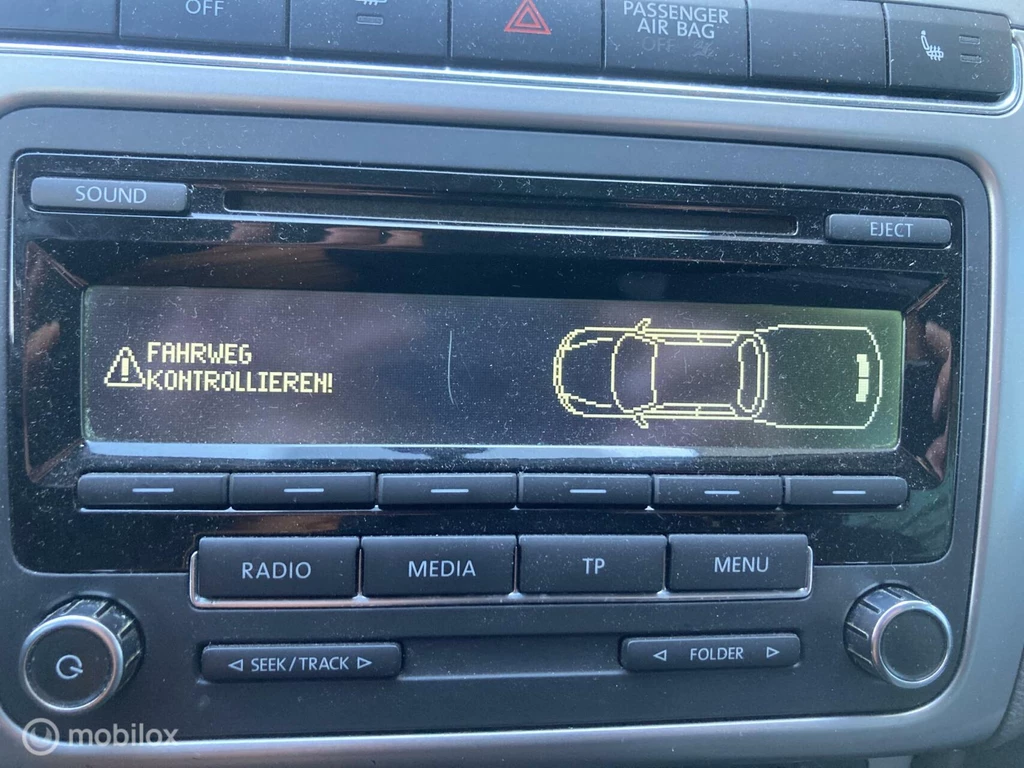 OFF
PASSENGER
AIR BAG
OFF
SOUND
EJECT
FAHRWEG
KONTROLLIEREN!
RADIO
MEDIA
TP
MENU
SEEK/TRACK
FOLDER
mobilox